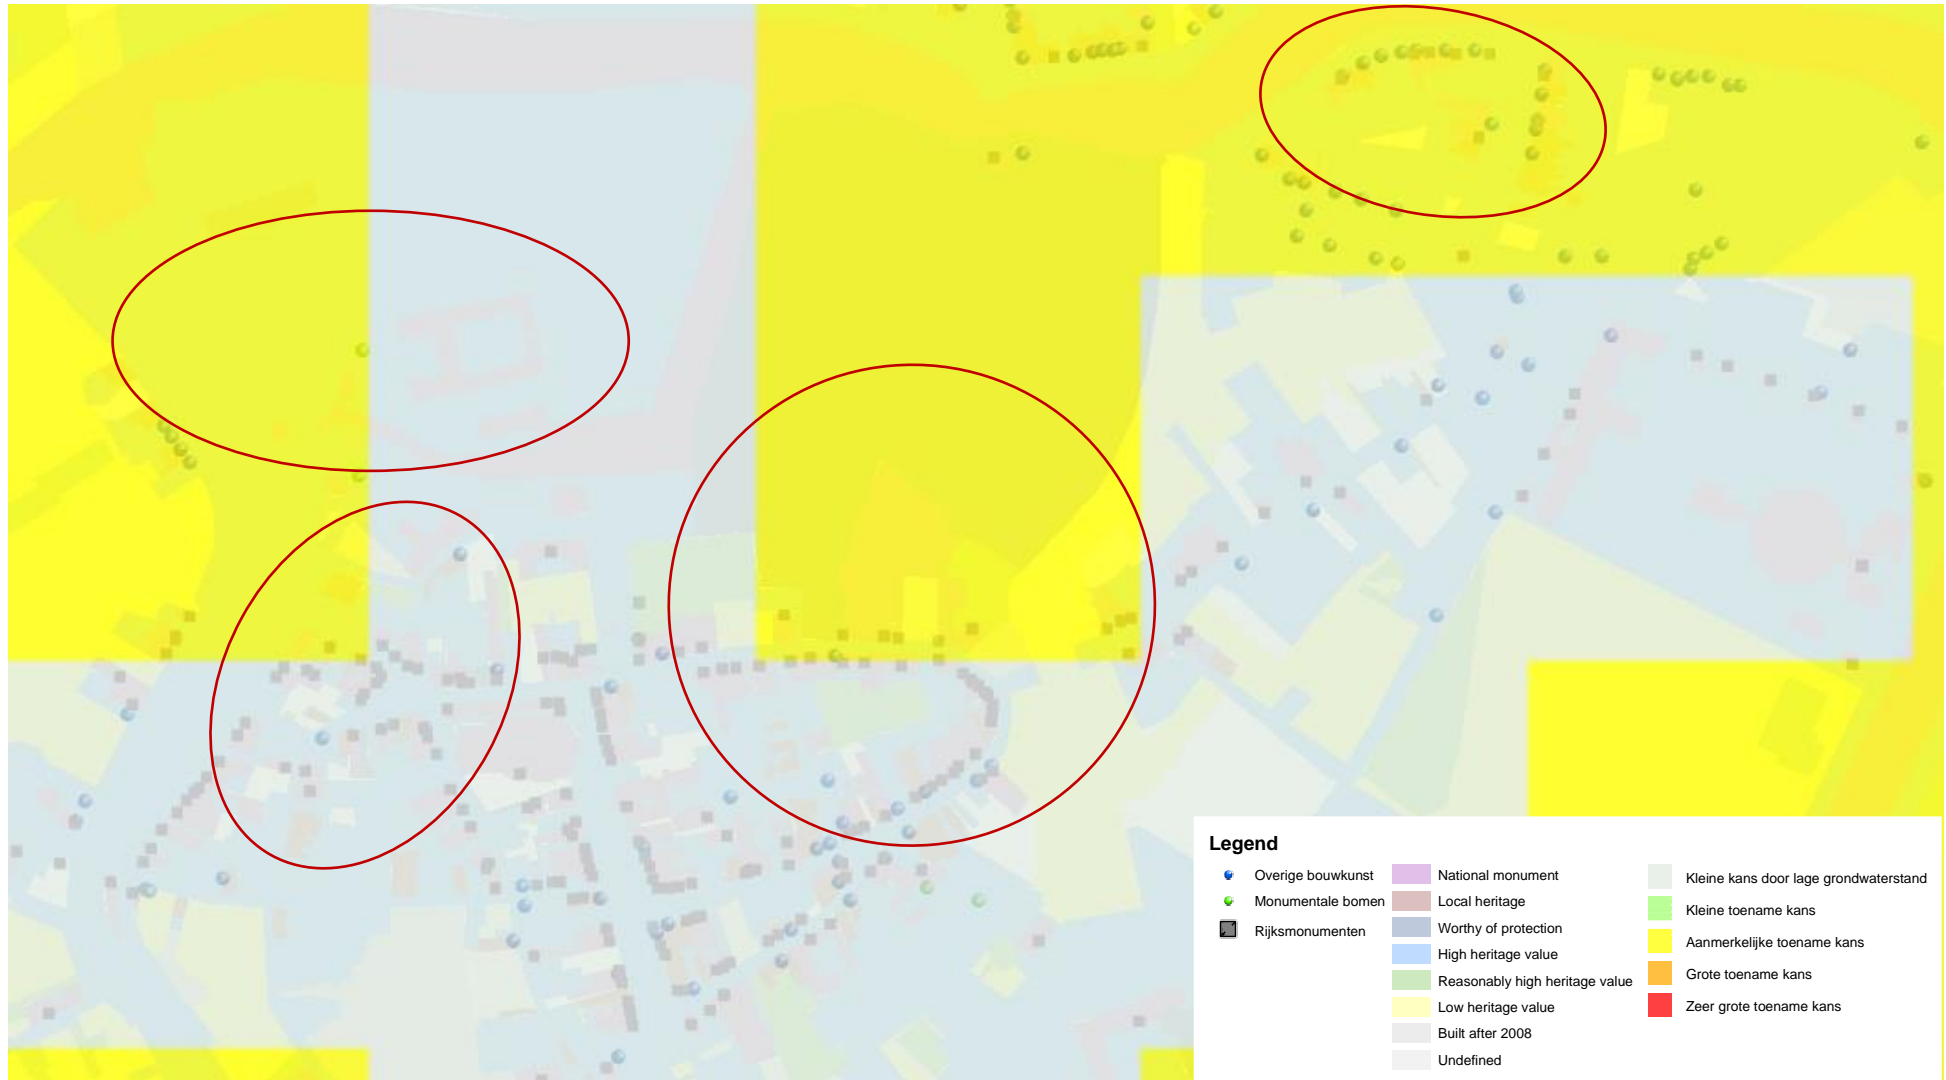 Legend
Overige bouwkunst
Monumentale bomen
Rijksmonumenten
National monument
Local heritage
Worthy of protection
High heritage value
Reasonably high heritage value
Low heritage value
Built after 2008
Undefined
Kleine kans door lage grondwaterstand
Kleine toename kans
Aanmerkelijke toename kans
Grote toename kans
Zeer grote toename kans